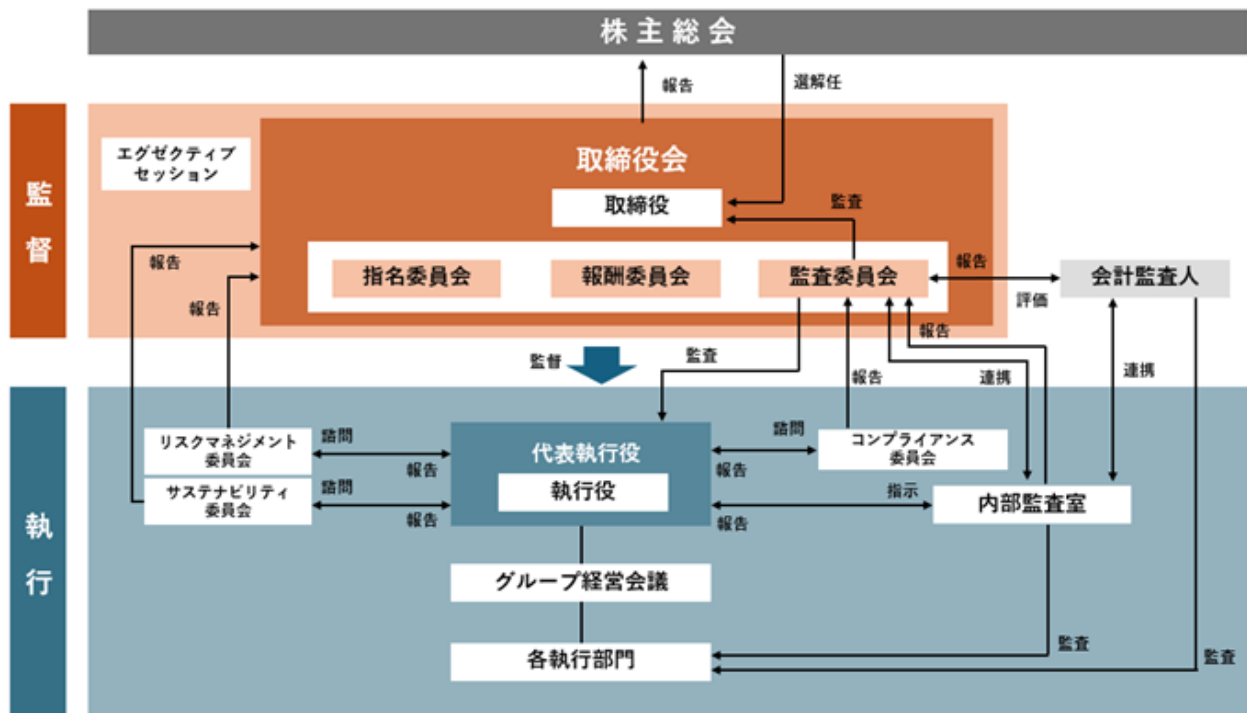 株主総会
報告
選解任
監督
エグゼクティブ
セッション
取締役会
取締役
監査
報告
報告
指名委員会
報酬委員会
監査委員会
報告
評価
会計監査人
監督
監査
報告
報告
連携
連携
執行
リスクマネジメント
委員会
諮問
報告
代表執行役
執行役
諮問
報告
コンプライアンス
委員会
サステナビリティ
委員会
諮問
報告
指示
報告
内部監査室
グループ経営会議
各執行部門
監査
監査